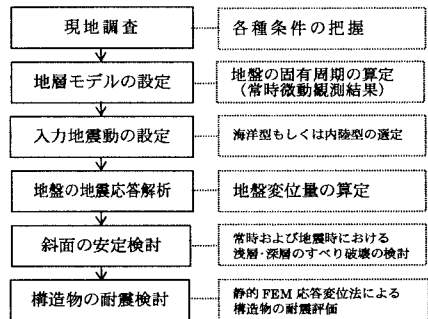 現地調査
各種条件の把握
地層モデルの設定
地盤の固有周期の算定
（常時微動観測結果）
入力地震動の設定
海洋型もしくは内陸型の選定
地盤の地震応答解析
地盤変位量の算定
斜面の安定検討
常時および地震時における
浅層・深層のすべり破壊の検討
構造物の耐震検討
静的 FEM 応答変位法による
構造物の耐震評価